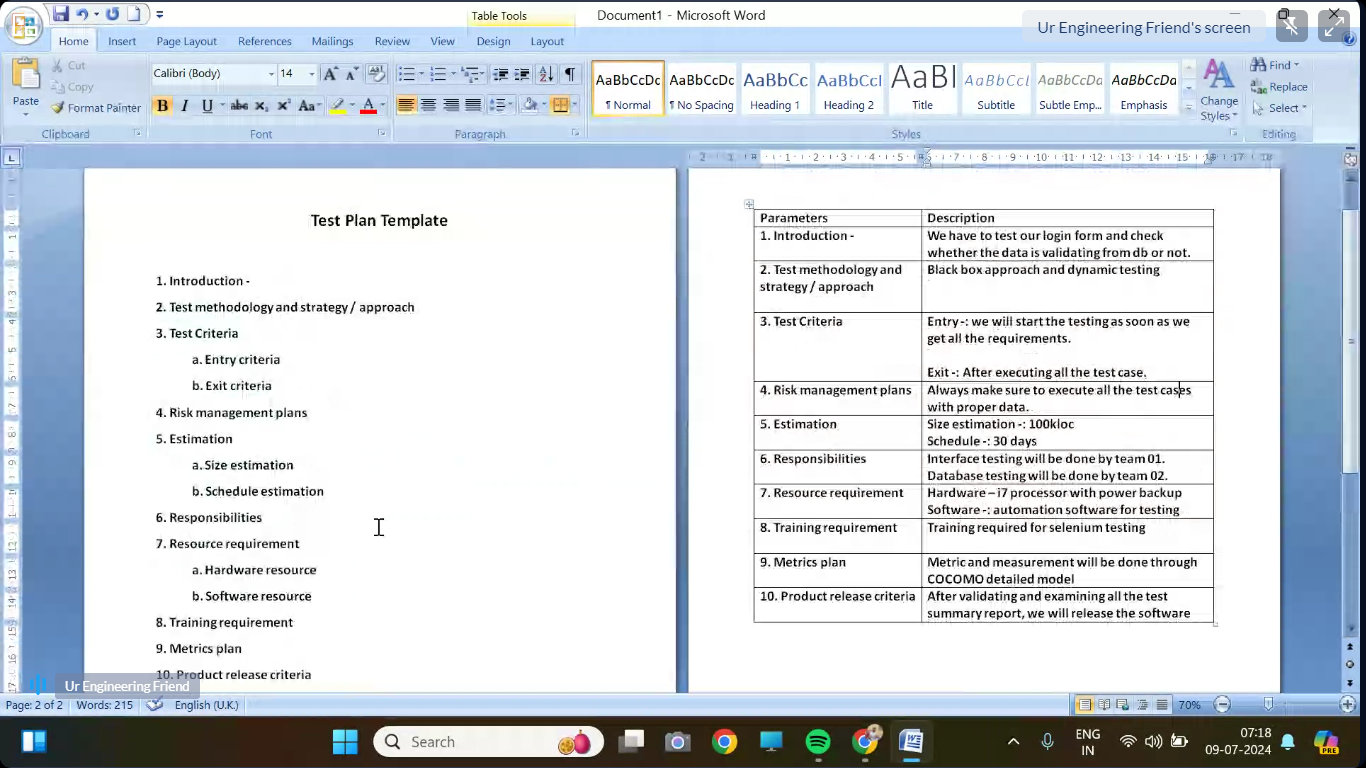 Table Tools
Document1 - Microsoft Word
Ur Engineering Friend's screen
Home
Insert
Page Layout
References
Mailings
Review
View
Design
Layout
Paste
Cut
Copy
Format Painter
Calibri (Body)
14
AaBbCcDc
¶ Normal
AaBbCcDc
¶ No Spacing
AaBbCc
Heading 1
AaBbCcl
Heading 2
AaBl
Title
AaBbCcl
Subtitle
AaBbCcDa
Subtle Emp...
AaBbCcDa
Emphasis
Change
Styles
Find
Replace
Select
Clipboard
Font
Paragraph
Styles
Editing
Test Plan Template
1. Introduction -
2. Test methodology and strategy / approach
3. Test Criteria
a. Entry criteria
b. Exit criteria
4. Risk management plans
5. Estimation
a. Size estimation
b. Schedule estimation
6. Responsibilities
7. Resource requirement
a. Hardware resource
b. Software resource
8. Training requirement
9. Metrics plan
10. Product release criteria
Parameters
Description
1. Introduction -
We have to test our login form and check
whether the data is validating from db or not.
2. Test methodology and
strategy / approach
Black box approach and dynamic testing
3. Test Criteria
Entry -: we will start the testing as soon as we
get all the requirements.
Exit -: After executing all the test case.
4. Risk management plans
Always make sure to execute all the test cases
with proper data.
5. Estimation
Size estimation -: 100kloc
Schedule -: 30 days
6. Responsibilities
Interface testing will be done by team 01.
Database testing will be done by team 02.
7. Resource requirement
Hardware – i7 processor with power backup
Software -: automation software for testing
8. Training requirement
Training required for selenium testing
9. Metrics plan
Metric and measurement will be done through
COCOMO detailed model
10. Product release criteria
After validating and examining all the test
summary report, we will release the software
Ur Engineering Friend
Page: 2 of 2
Words: 215
English (U.K.)
70%
Search
ENG
IN
07:18
09-07-2024
PRE